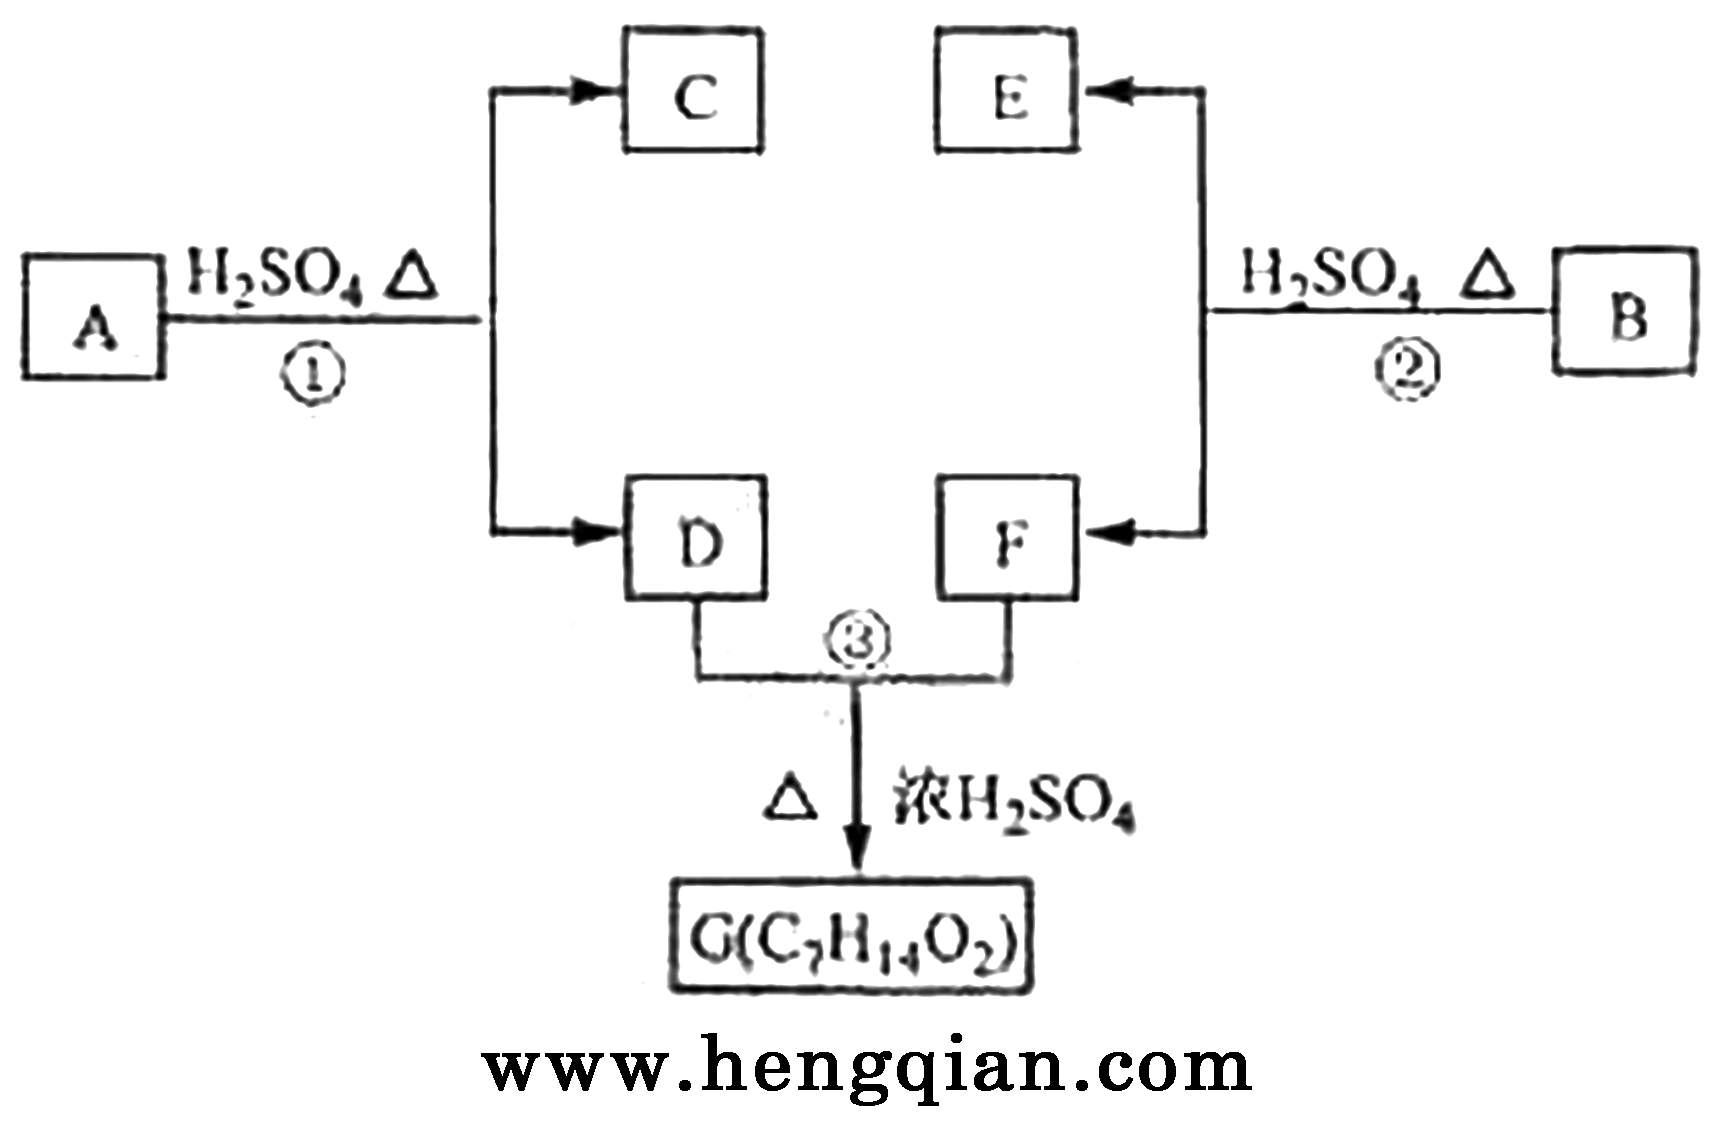 C E
A H₂SO₄ △ ① H₂SO₄ △ ② B
D F
③
△ 浓H₂SO₄
G(C₇H₁₄O₂)
www.hengqian.com